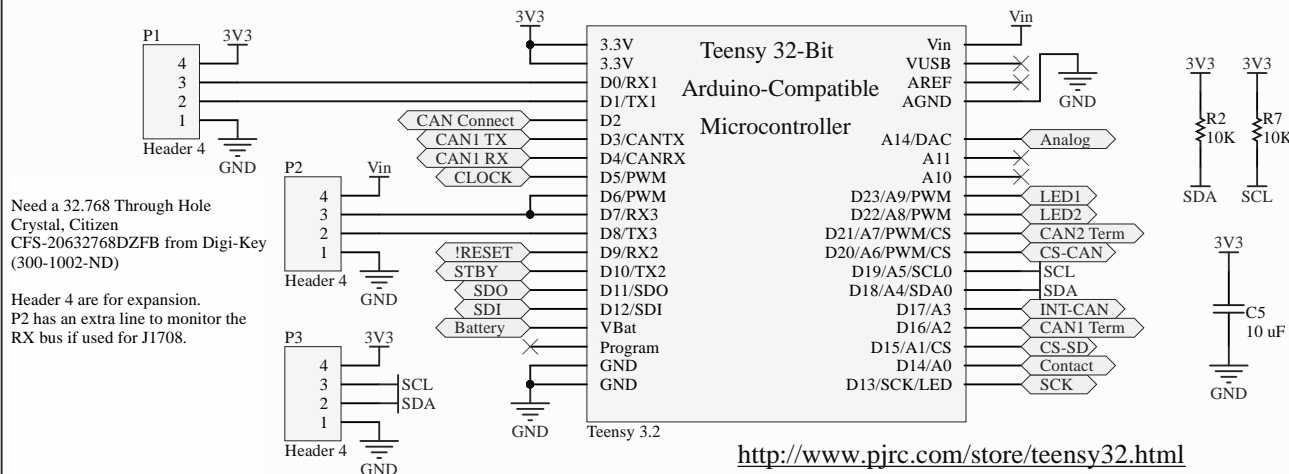 3V3
Vin
P1
3V3
4
3
2
1
Header 4
GND
3.3V
3.3V
D0/RX1
D1/TX1
D2
D3/CANTX
D4/CANRX
D5/PWM
D6/PWM
D7/RX3
D8/TX3
D9/RX2
D10/TX2
D11/SDO
D12/SDI
VBat
Program
GND
GND
Teensy 32-Bit
Arduino-Compatible
Microcontroller
Vin
VUSB
AREF
AGND
A14/DAC
A11
A10
D23/A9/PWM
D22/A8/PWM
D21/A7/PWM/CS
D20/A6/PWM/CS
D19/A5/SCL0
D18/A4/SDA0
D17/A3
D16/A2
D15/A1/CS
D14/A0
D13/SCK/LED
Teensy 3.2
CAN Connect
CAN1 TX
CAN1 RX
CLOCK
!RESET
STBY
SDO
SDI
Battery
GND
GND
Analog
LED1
LED2
CAN2 Term
CS-CAN
SCL
SDA
INT-CAN
CAN1 Term
CS-SD
Contact
SCK
P2
Vin
4
3
2
1
Header 4
GND
Need a 32.768 Through Hole
Crystal, Citizen
CFS-20632768DZFB from Digi-Key
(300-1002-ND)
Header 4 are for expansion.
P2 has an extra line to monitor the
RX bus if used for J1708.
P3
3V3
4
3
2
1
SCL
SDA
Header 4
GND
3V3
R2
10K
SDA
3V3
R7
10K
SCL
3V3
C5
10 uF
GND
http://www.pjrc.com/store/teensy32.html